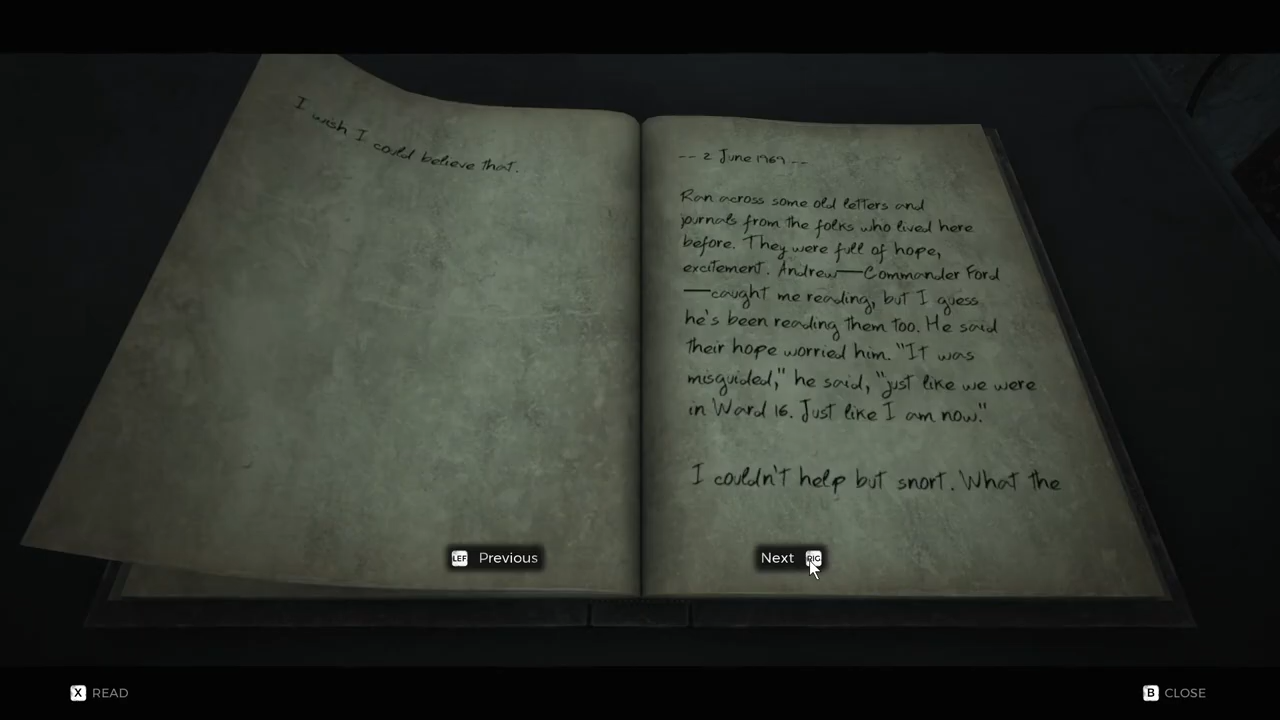 I wish I could believe that.
-- 2 June 1969 --
Ran across some old letters and
journals from the folks who lived here
before. They were full of hope,
excitement. Andrew—Commander Ford
—caught me reading, but I guess
he's been reading them too. He said
their hope worried him. "It was
misguided," he said, "just like we were
in Ward 16. Just like I am now."
I couldn't help but snort. What the
LEF Previous
Next RIG
X READ
B CLOSE